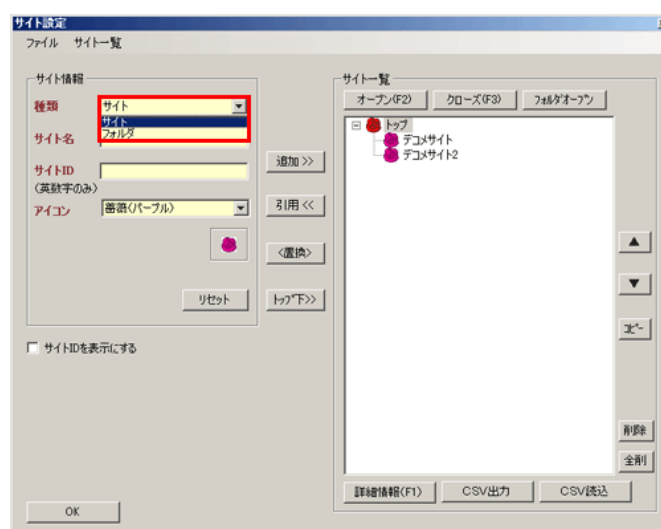 サイト設定
ファイル サイト一覧
サイト情報
種類 サイト
サイト
フォルダ
サイト名
サイトID
(英数字のみ)
アイコン 薔薇(パープル)
リセット
サイトIDを表示にする
OK
追加 >>
引用 <<
<置換>
トップ下>>
サイト一覧
オープン(F2) クローズ(F3) フォルダオープン
トップ
デコメサイト
デコメサイト2
▲
▼
コピー
削除
全削
詳細情報(F1) CSV出力 CSV読込